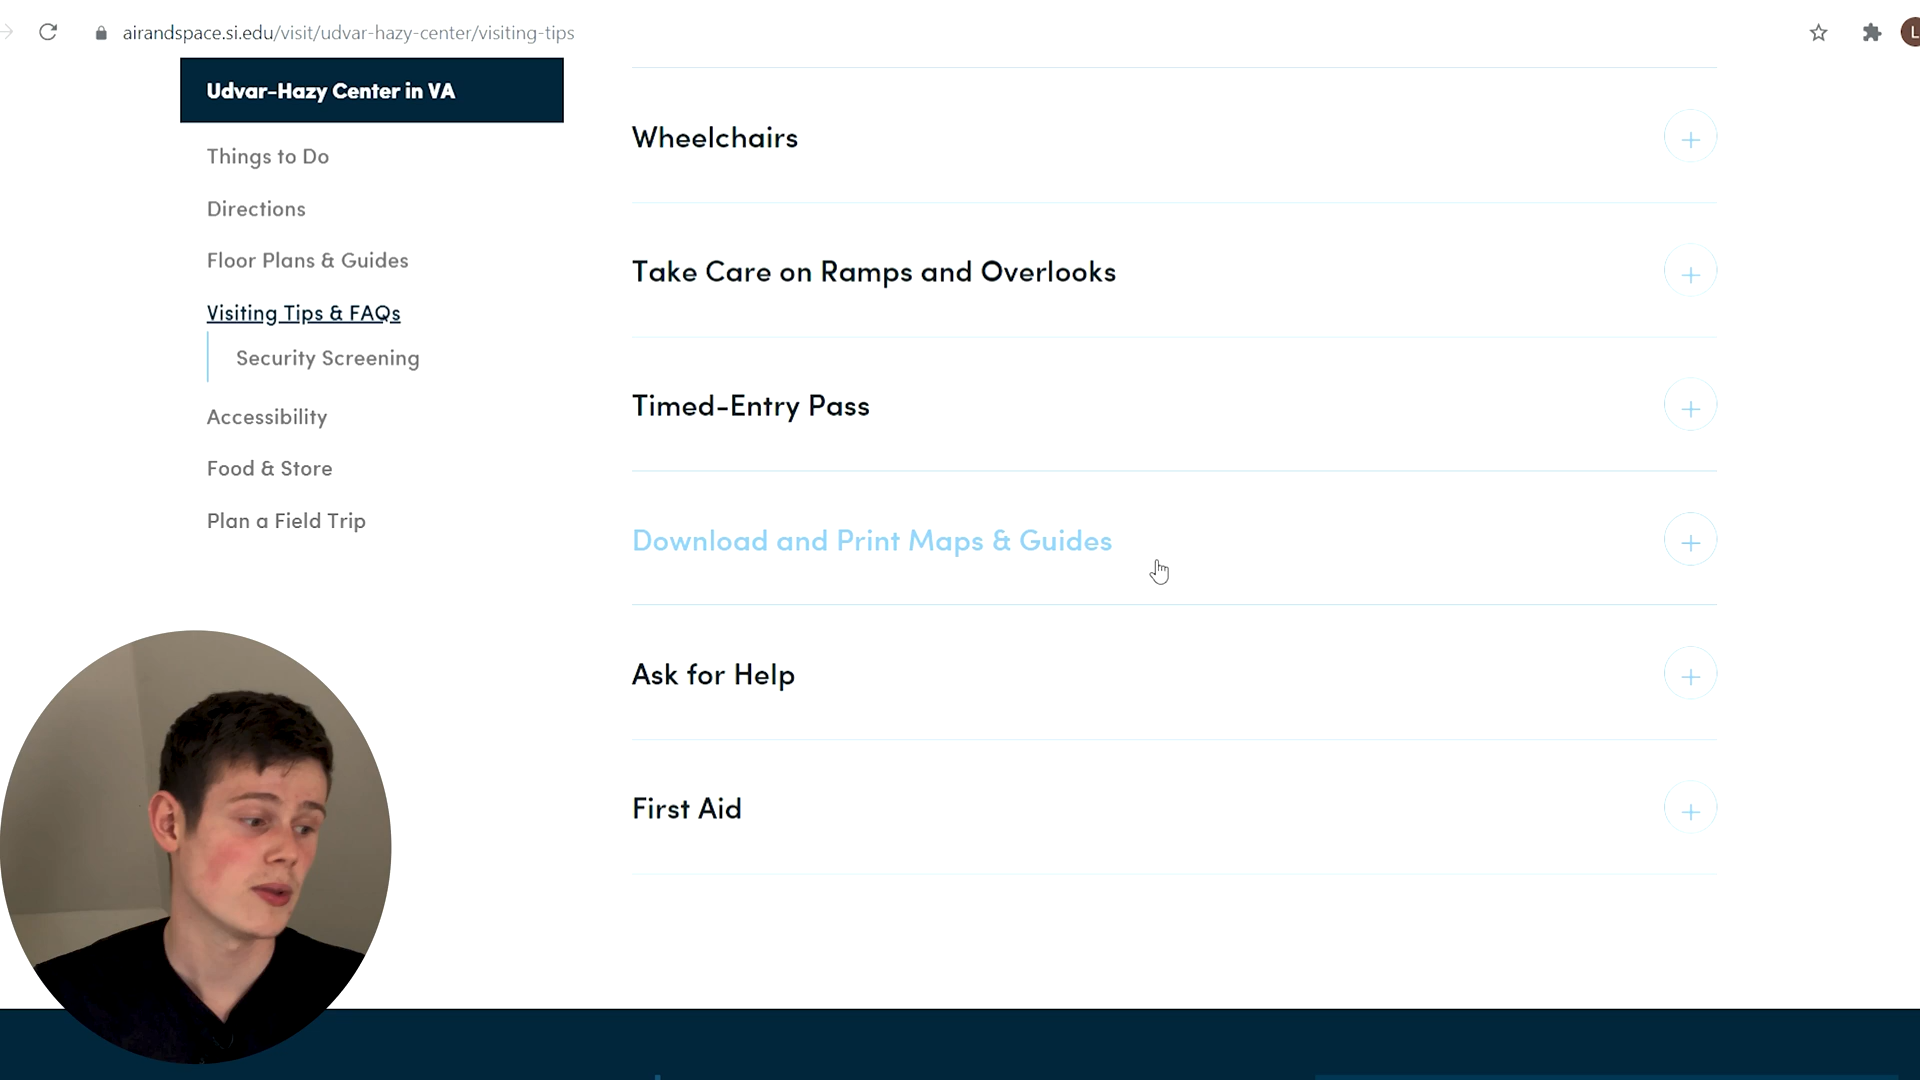 airandspace.si.edu/visit/udvar-hazy-center/visiting-tips
L
Udvar-Hazy Center in VA
Things to Do
Directions
Floor Plans & Guides
Visiting Tips & FAQs
Security Screening
Accessibility
Food & Store
Plan a Field Trip
Wheelchairs
Take Care on Ramps and Overlooks
Timed-Entry Pass
Download and Print Maps & Guides
Ask for Help
First Aid